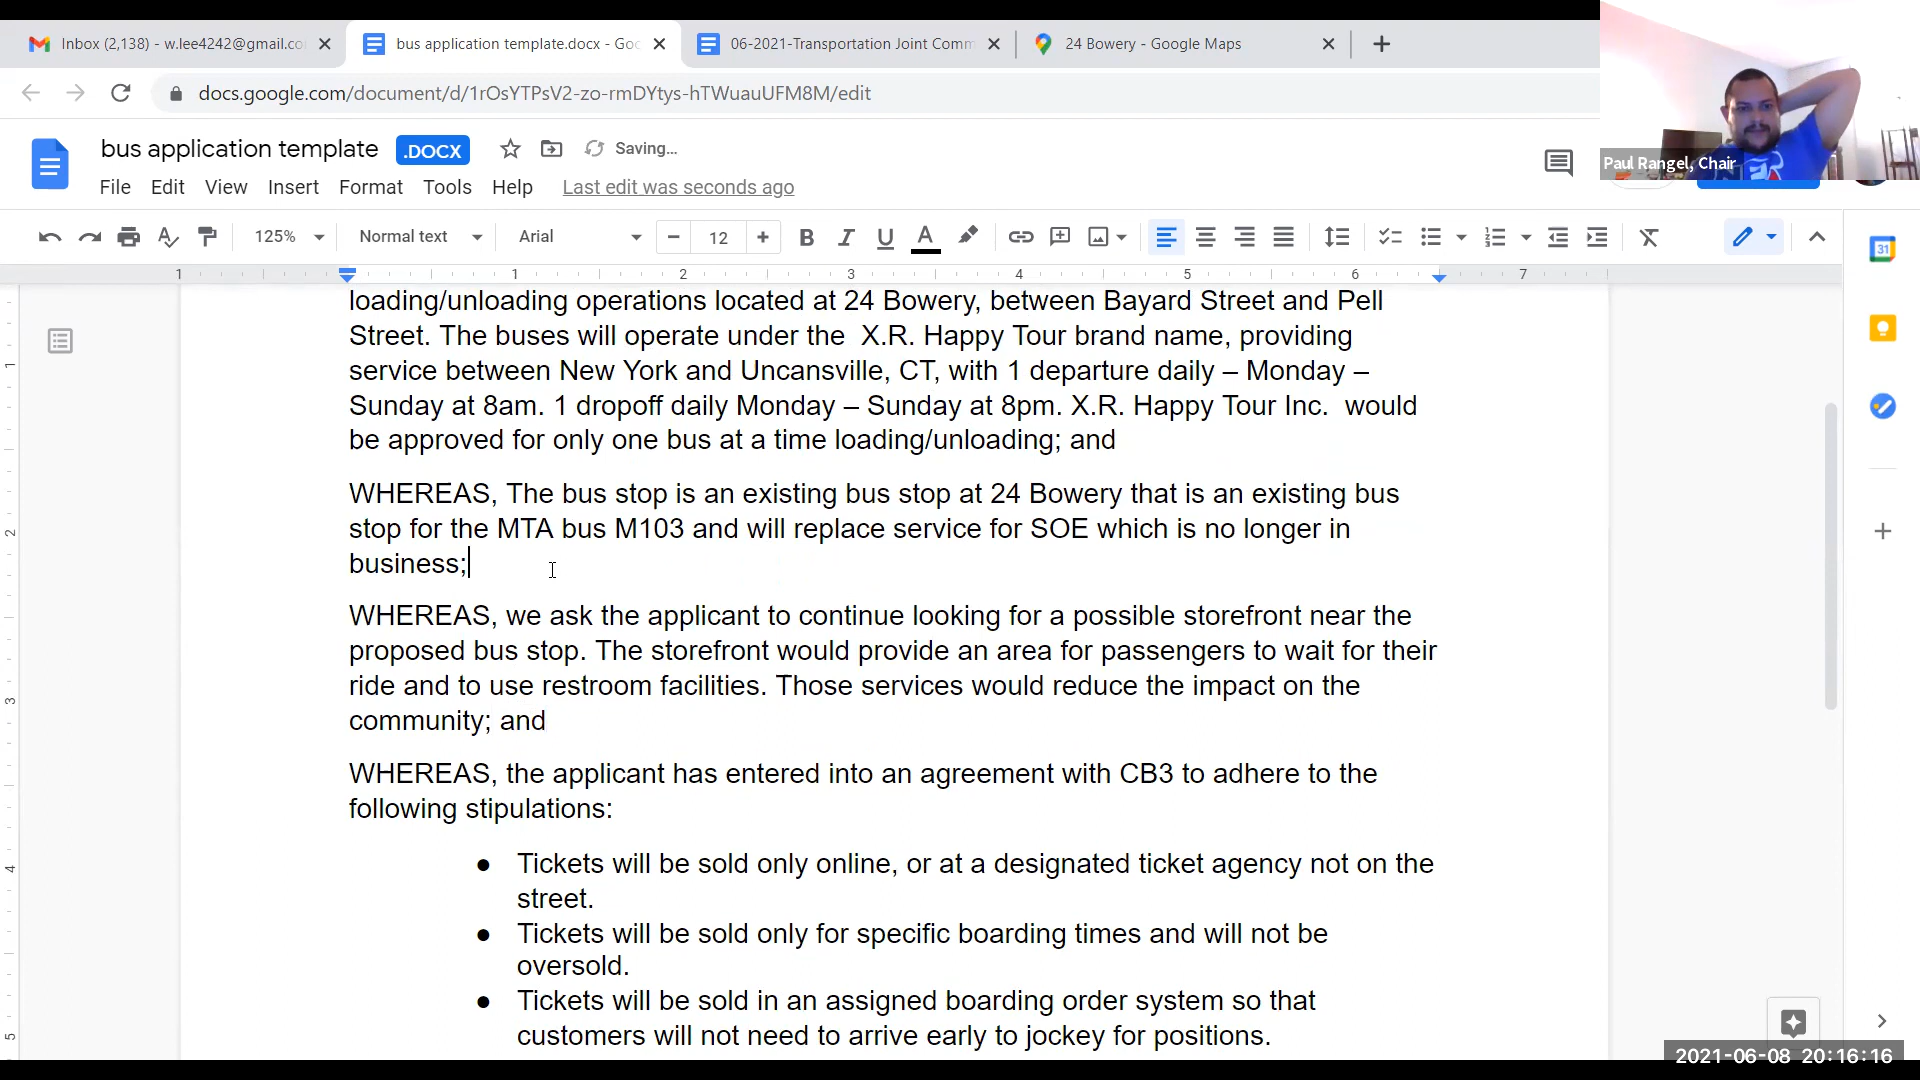 Inbox (2,138) - w.lee4242@gmail.co
bus application template.docx - Goo
06-2021-Transportation Joint Comm
24 Bowery - Google Maps
docs.google.com/document/d/1rOsYTPsV2-zo-rmDYtys-hTWuauUFM8M/edit
bus application template
.DOCX
Saving...
Paul Rangel, Chair
File Edit View Insert Format Tools Help Last edit was seconds ago
125% Normal text Arial 12
B I U A
31
1 1 2 3 4 5 6 7
loading/unloading operations located at 24 Bowery, between Bayard Street and Pell
Street. The buses will operate under the X.R. Happy Tour brand name, providing
service between New York and Uncansville, CT, with 1 departure daily – Monday –
Sunday at 8am. 1 dropoff daily Monday – Sunday at 8pm. X.R. Happy Tour Inc. would
be approved for only one bus at a time loading/unloading; and
WHEREAS, The bus stop is an existing bus stop at 24 Bowery that is an existing bus
stop for the MTA bus M103 and will replace service for SOE which is no longer in
business;
WHEREAS, we ask the applicant to continue looking for a possible storefront near the
proposed bus stop. The storefront would provide an area for passengers to wait for their
ride and to use restroom facilities. Those services would reduce the impact on the
community; and
WHEREAS, the applicant has entered into an agreement with CB3 to adhere to the
following stipulations:
● Tickets will be sold only online, or at a designated ticket agency not on the
street.
● Tickets will be sold only for specific boarding times and will not be
oversold.
● Tickets will be sold in an assigned boarding order system so that
customers will not need to arrive early to jockey for positions.
1
2
3
4
5
2021-06-08 20:16:16